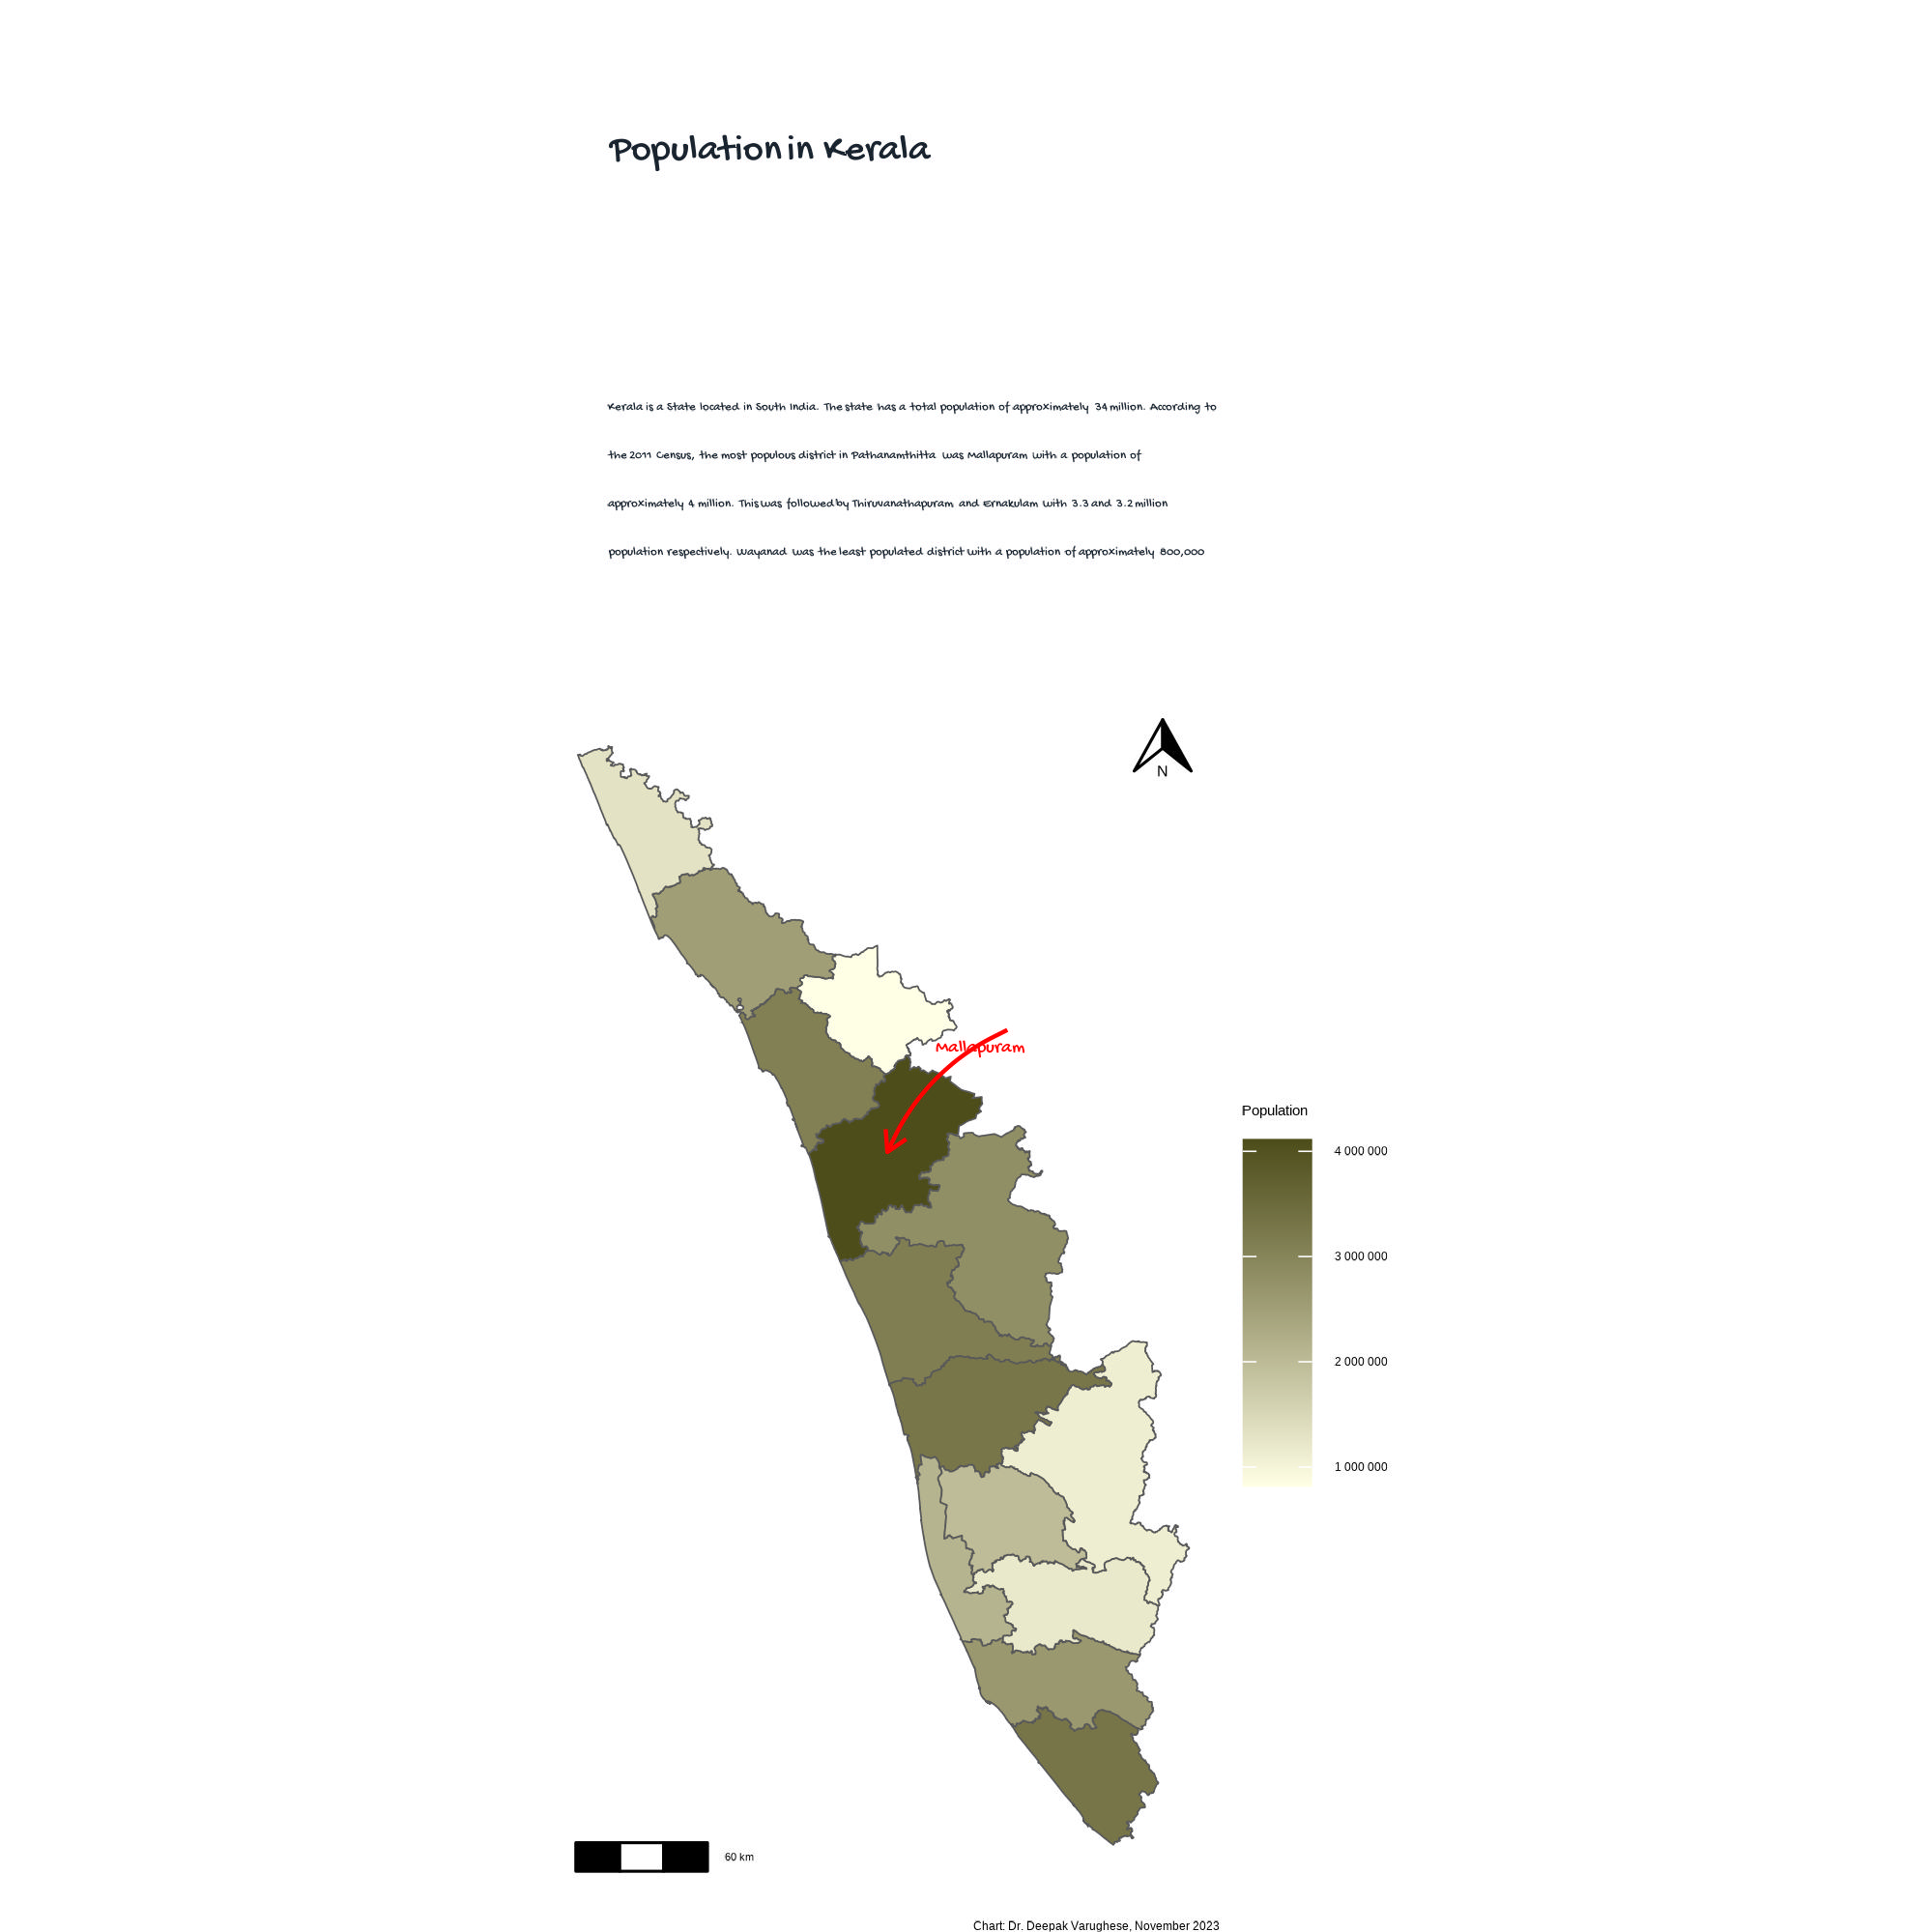 Population in Kerala
Kerala is a State located in South India. The state has a total population of approximately 34 million. According to
the 2011 Census, the most populous district in Pathanamthitta was Mallapuram with a population of
approximately 4 million. This was followed by Thiruvanathapuram and Ernakulam with 3.3 and 3.2 million
population respectively. Wayanad was the least populated district with a population of approximately 800,000
N
Mallapuram
Population
4 000 000
3 000 000
2 000 000
1 000 000
60 km
Chart: Dr. Deepak Varughese, November 2023